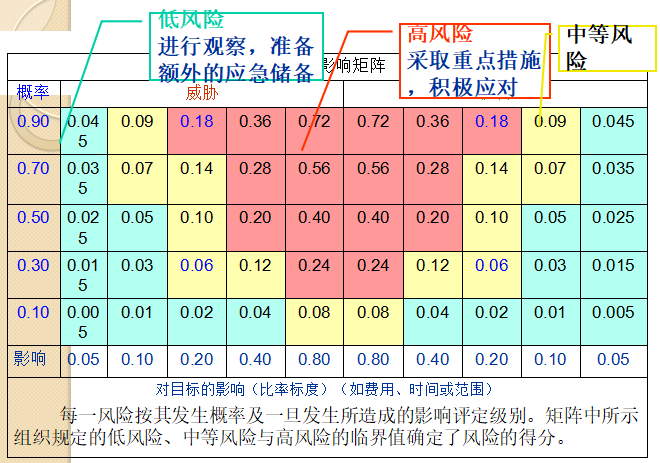 低风险
进行观察，准备
额外的应急储备
高风险
采取重点措施
，积极应对
中等风
险
影响矩阵
概率 威胁
0.90 0.04 0.09 0.18 0.36 0.72 0.72 0.36 0.18 0.09 0.045
5
0.70 0.03 0.07 0.14 0.28 0.56 0.56 0.28 0.14 0.07 0.035
5
0.50 0.02 0.05 0.10 0.20 0.40 0.40 0.20 0.10 0.05 0.025
5
0.30 0.01 0.03 0.06 0.12 0.24 0.24 0.12 0.06 0.03 0.015
5
0.10 0.00 0.01 0.02 0.04 0.08 0.08 0.04 0.02 0.01 0.005
5
影响 0.05 0.10 0.20 0.40 0.80 0.80 0.40 0.20 0.10 0.05
对目标的影响（比率标度）（如费用、时间或范围）
每一风险按其发生概率及一旦发生所造成的影响评定级别。矩阵中所示
组织规定的低风险、中等风险与高风险的临界值确定了风险的得分。